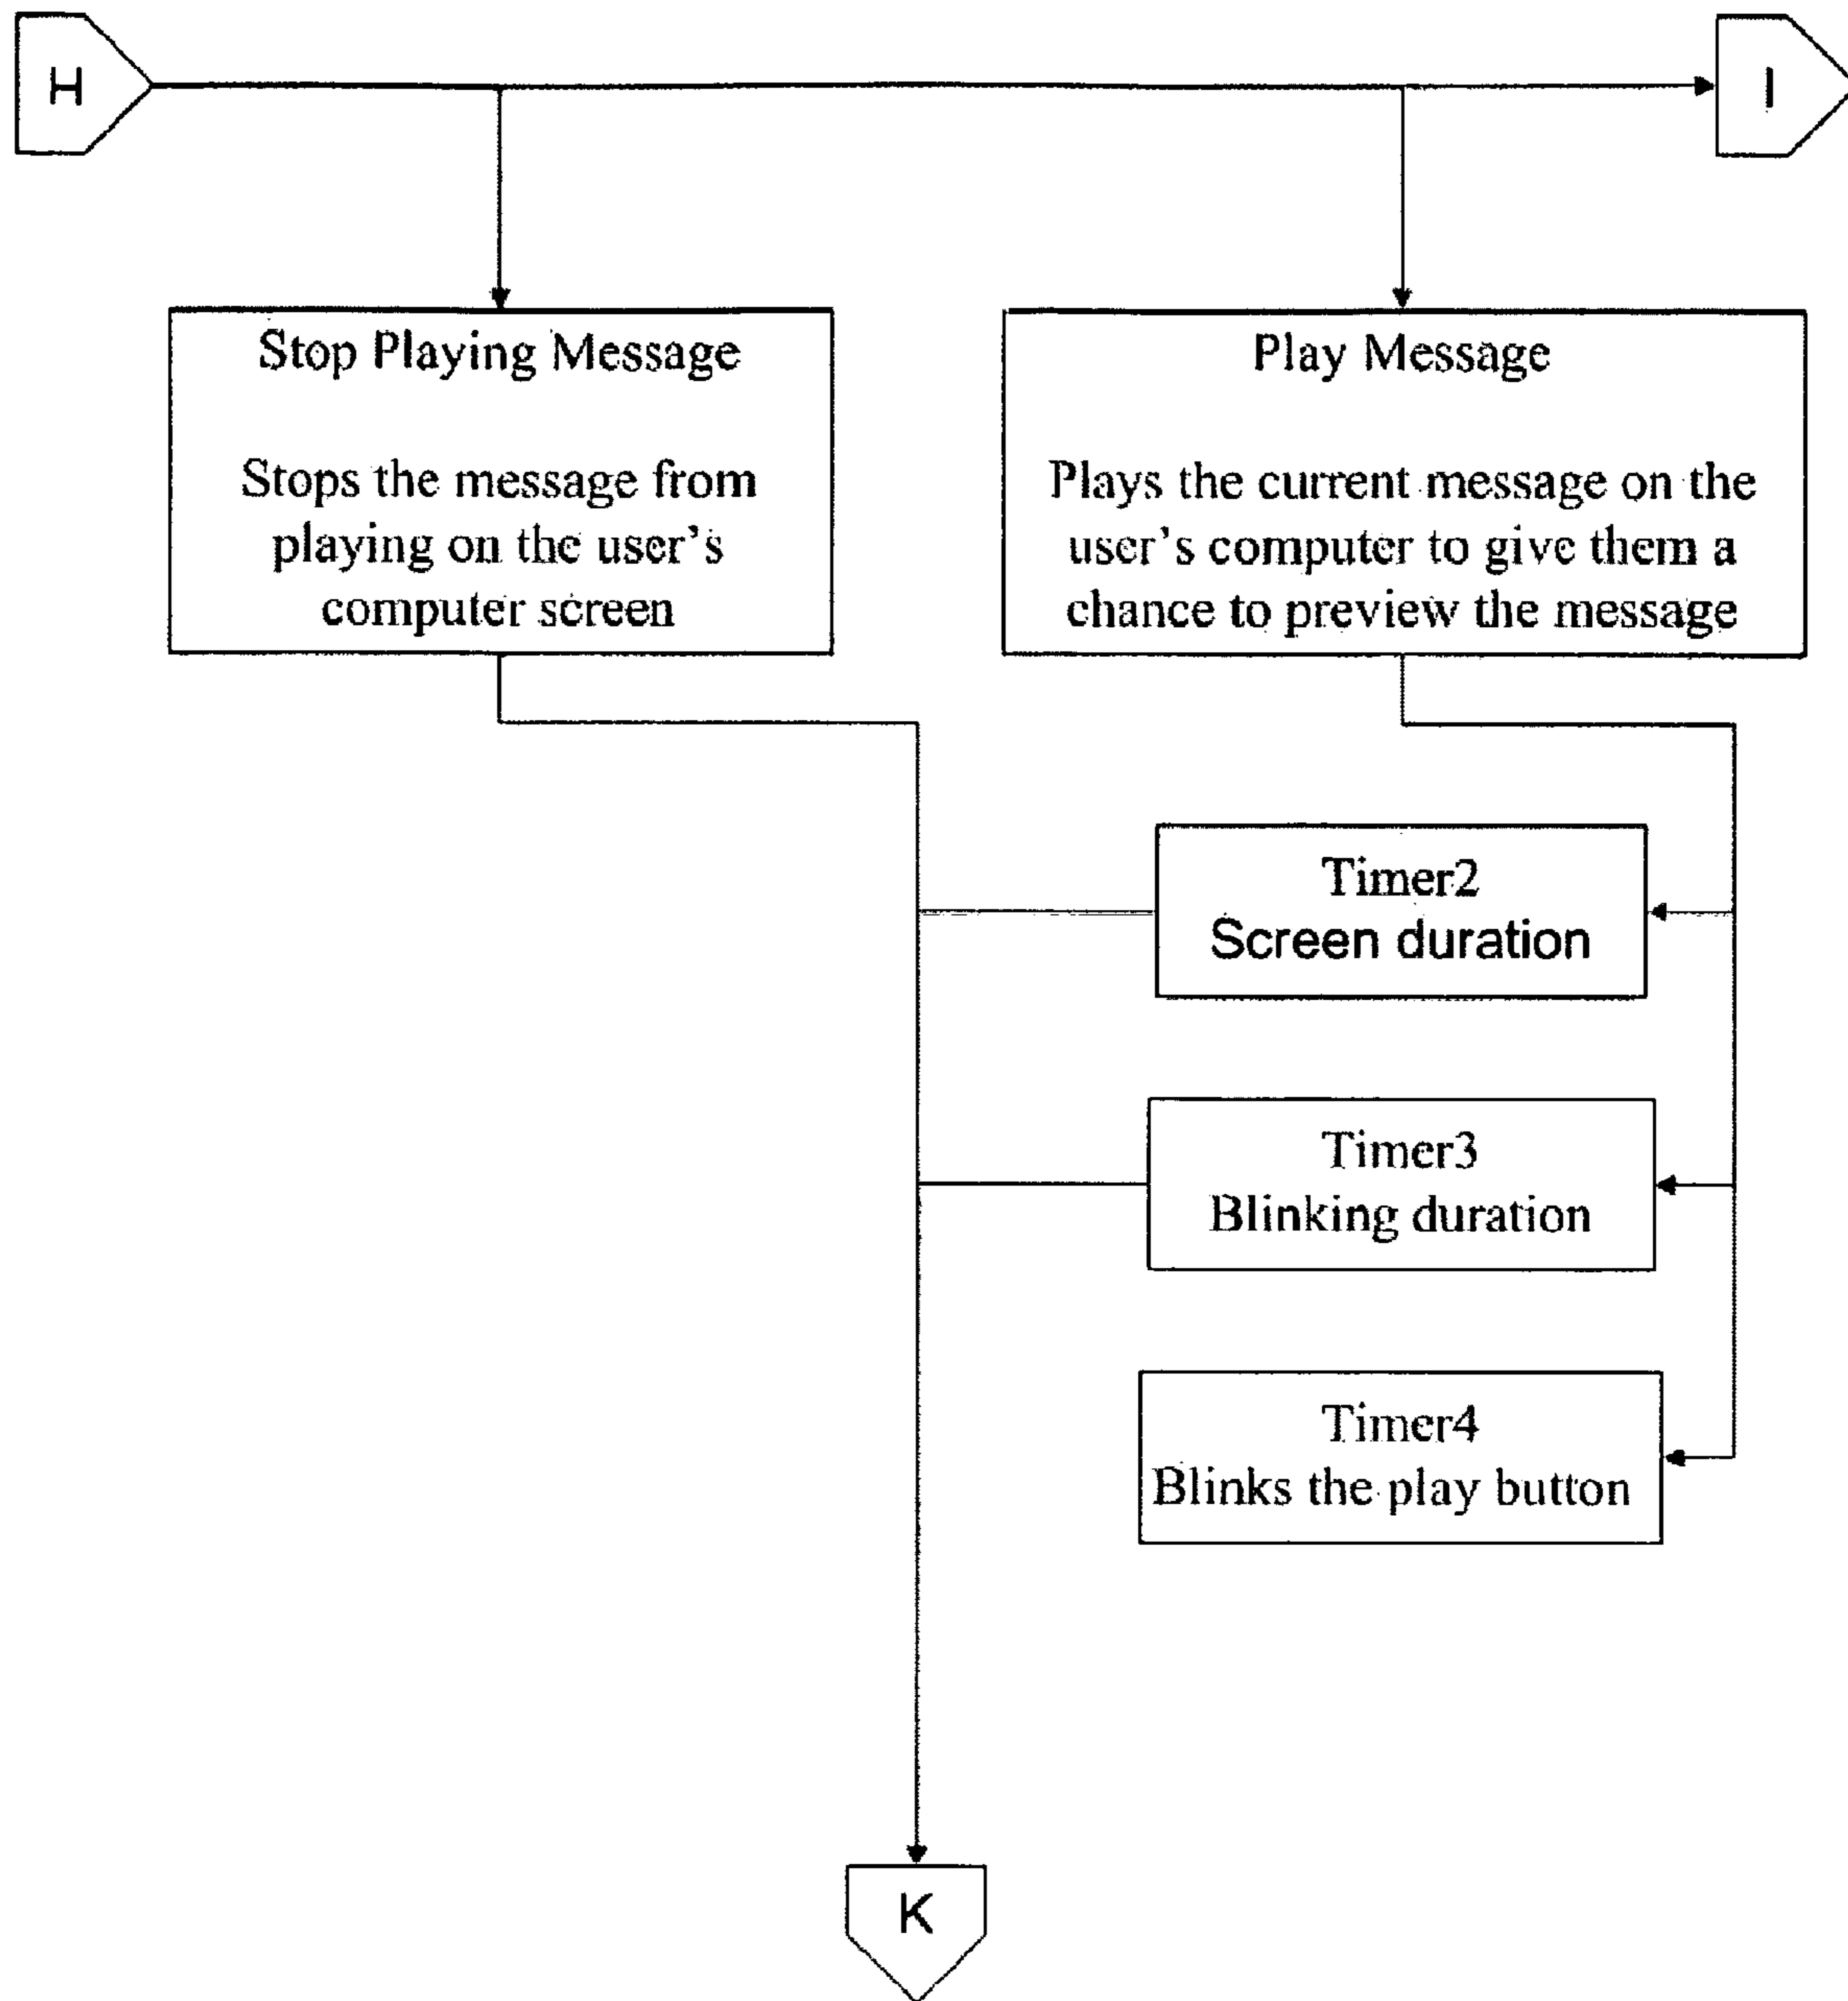 H
I
Stop Playing Message
Stops the message from
playing on the user's
computer screen
Play Message
Plays the current message on the
user's computer to give them a
chance to preview the message
Timer2
Screen duration
Timer3
Blinking duration
Timer4
Blinks the play button
K